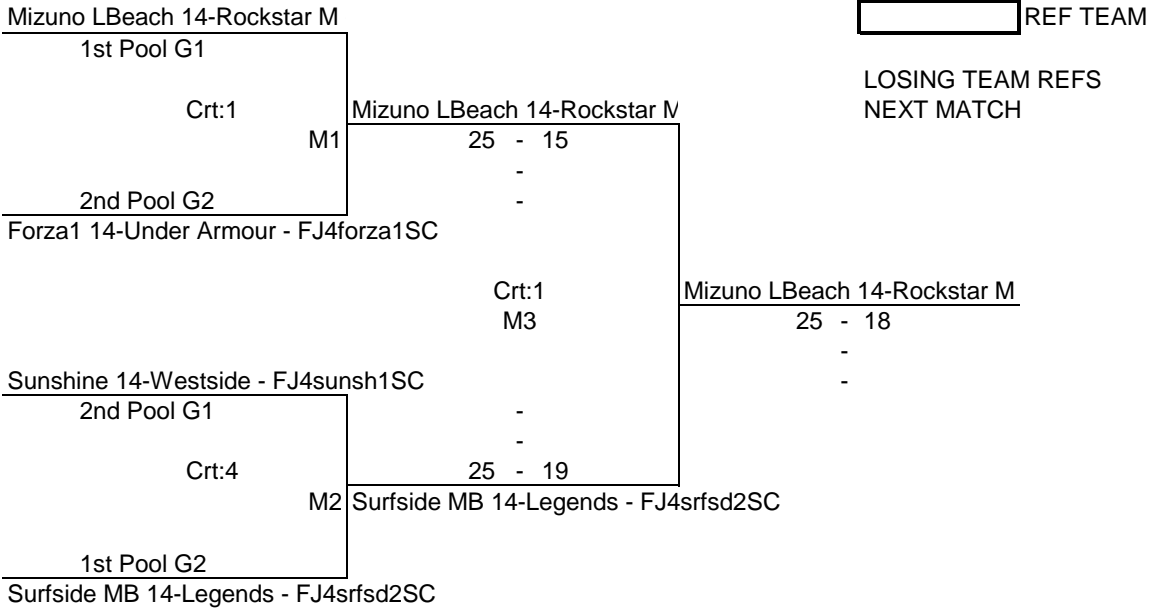 Mizuno LBeach 14-Rockstar M
REF TEAM
1st Pool G1
LOSING TEAM REFS
Crt:1
Mizuno LBeach 14-Rockstar M
NEXT MATCH
M1
25 - 15
-
2nd Pool G2
-
Forza1 14-Under Armour - FJ4forza1SC
Crt:1
Mizuno LBeach 14-Rockstar M
M3
25 - 18
-
Sunshine 14-Westside - FJ4sunsh1SC
-
2nd Pool G1
-
-
Crt:4
25 - 19
M2
Surfside MB 14-Legends - FJ4srfsd2SC
1st Pool G2
Surfside MB 14-Legends - FJ4srfsd2SC